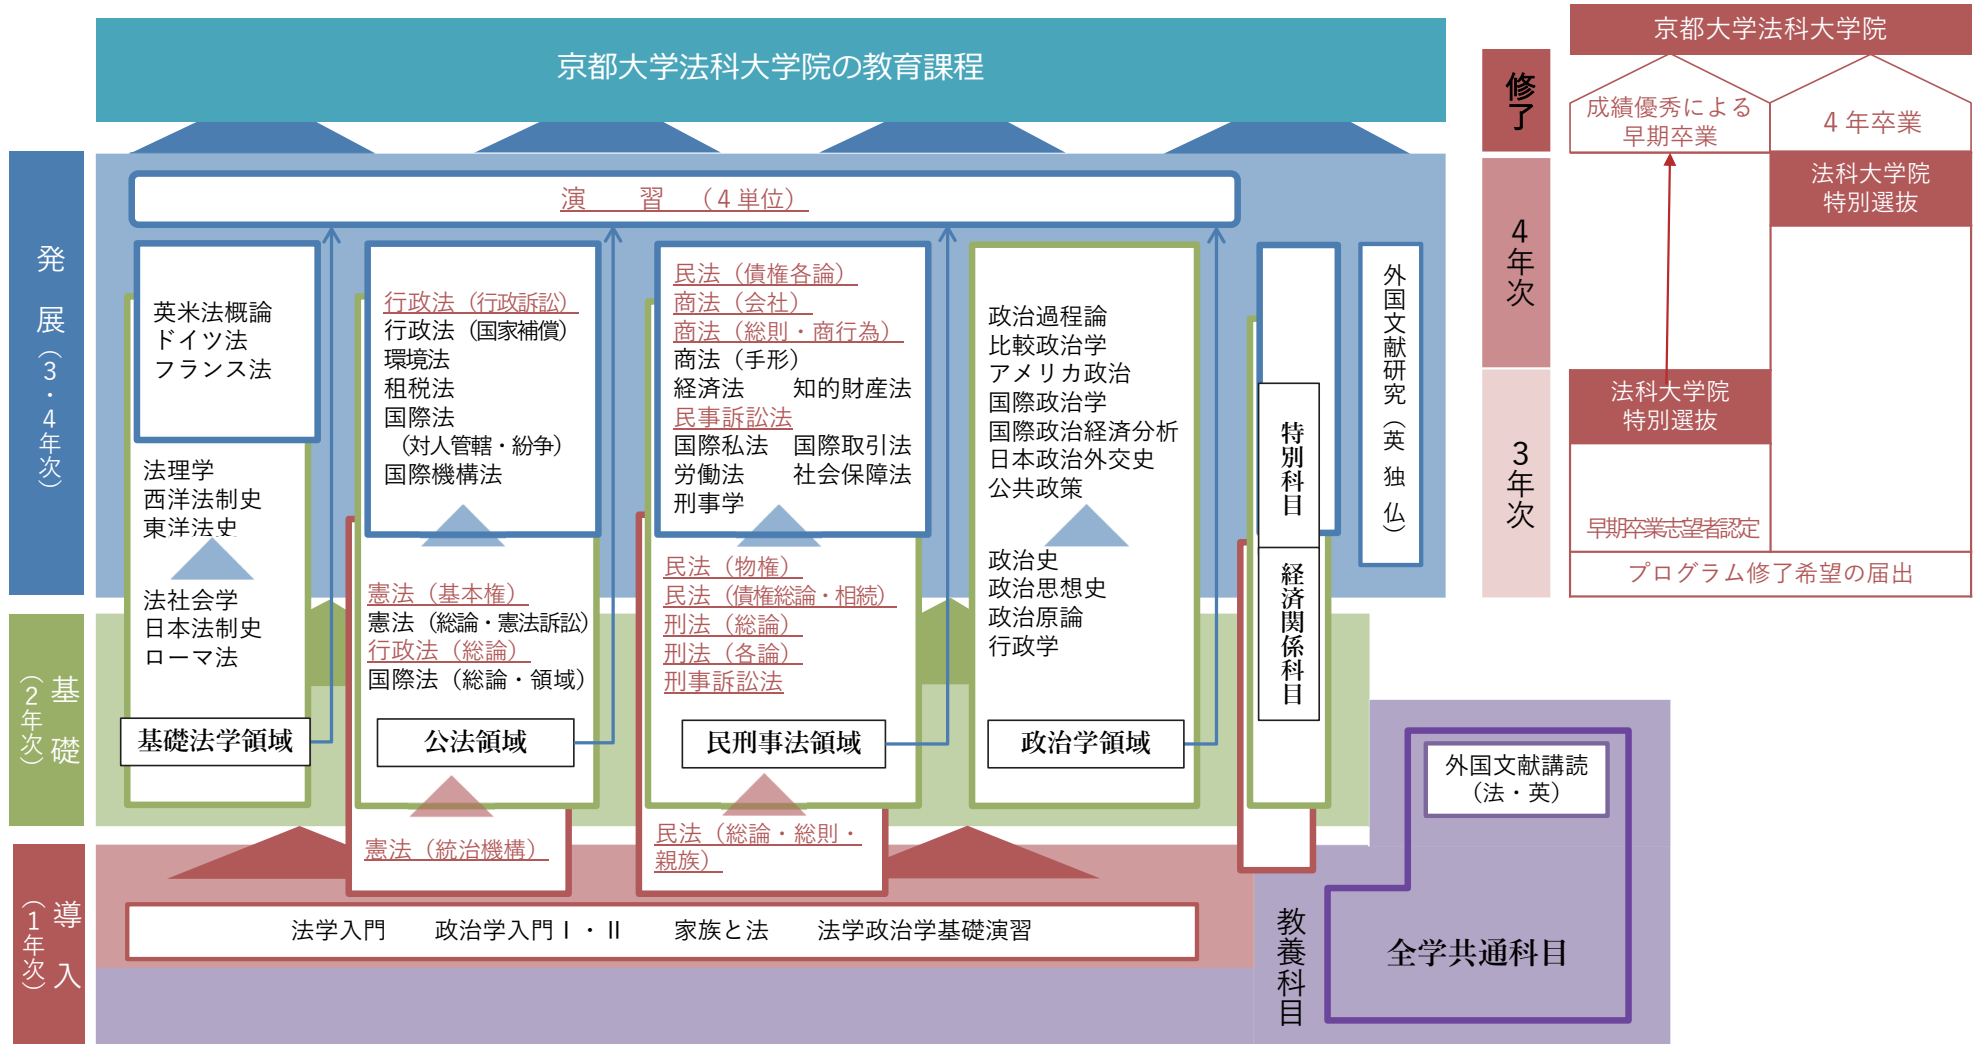 京都大学法科大学院の教育課程
発展（3・4年次）
演　習　（4単位）
英米法概論
ドイツ法
フランス法
法理学
西洋法制史
東洋法史
法社会学
日本法制史
ローマ法
基礎法学領域
行政法（行政訴訟）
行政法（国家補償）
環境法
租税法
国際法
（対人管轄・紛争）
国際機構法
憲法（基本権）
憲法（総論・憲法訴訟）
行政法（総論）
国際法（総論・領域）
公法領域
憲法（統治機構）
民法（債権各論）
商法（会社）
商法（総則・商行為）
商法（手形）
経済法　知的財産法
民事訴訟法
国際私法　国際取引法
労働法　社会保障法
刑事学
民法（物権）
民法（債権総論・相続）
刑法（総論）
刑法（各論）
刑事訴訟法
民刑事法領域
民法（総論・総則・
親族）
政治過程論
比較政治学
アメリカ政治
国際政治学
国際政治経済分析
日本政治外交史
公共政策
政治史
政治思想史
政治原論
行政学
政治学領域
特別科目
経済関係科目
外国文献研究（英 独 仏）
基礎
（2年次）
導入
（1年次）
法学入門　政治学入門Ⅰ・Ⅱ　家族と法　法学政治学基礎演習
教養科目
外国文献講読
（法・英）
全学共通科目
京都大学法科大学院
修了
成績優秀による
早期卒業
4年卒業
4年次
法科大学院
特別選抜
3年次
法科大学院
特別選抜
早期卒業志望者認定
プログラム修了希望の届出